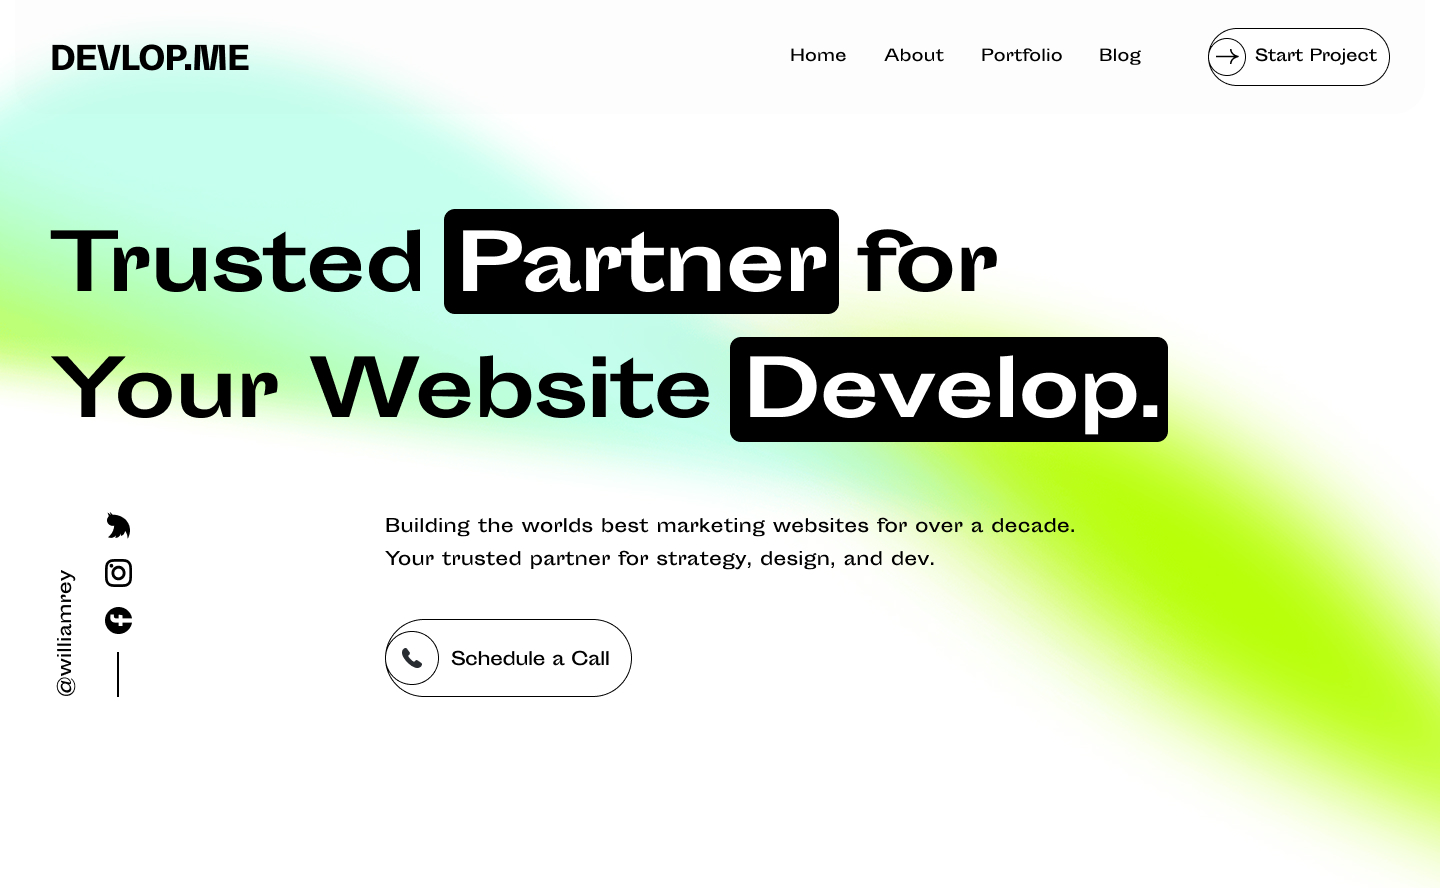 DEVLOP.ME
Home About Portfolio Blog Start Project
Trusted Partner for
Your Website Develop.
Building the worlds best marketing websites for over a decade.
Your trusted partner for strategy, design, and dev.
@williamrey
Schedule a Call